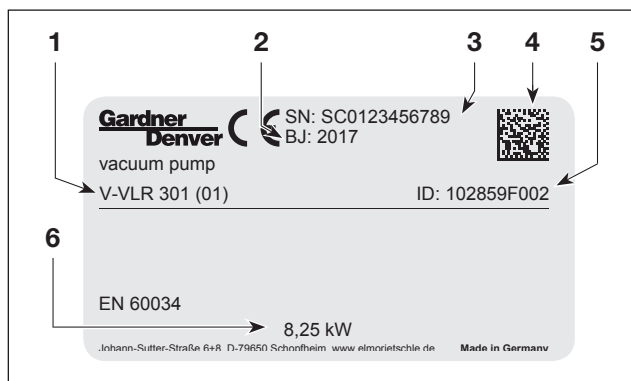 1 2 3 4 5
Gardner
Denver CE SN: SC0123456789
BJ: 2017
vacuum pump
V-VLR 301 (01) ID: 102859F002
6
EN 60034
8,25 kW
Johann-Sutter-Straße 6+8 D-79650 Schopfheim www.elmorietschle.de Made in Germany